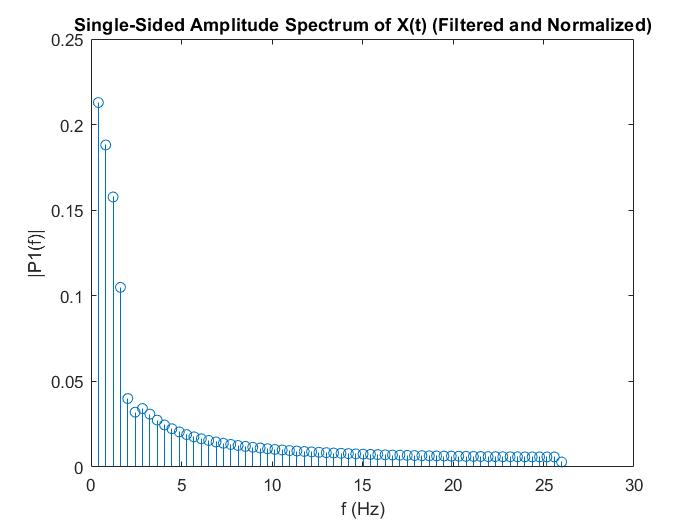 Single-Sided Amplitude Spectrum of X(t) (Filtered and Normalized)
0.25
0.2
0.15
0.1
0.05
0
|P1(f)|
0 5 10 15 20 25 30
f (Hz)